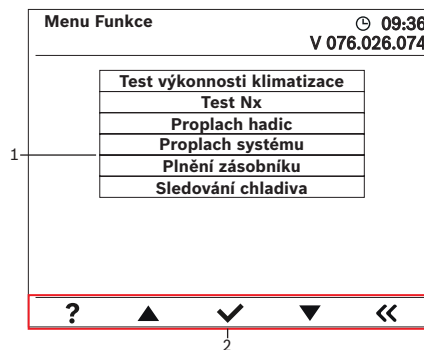 Menu Funkce
09:36
V 076.026.074
Test výkonnosti klimatizace
Test Nx
Proplach hadic
Proplach systému
Plnění zásobníku
Sledování chladiva
1
?
2